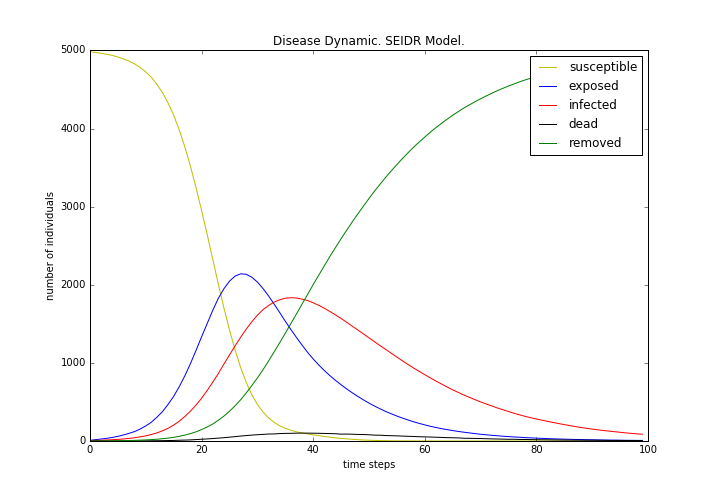 Disease Dynamic. SEIDR Model.
5000
4000
3000
2000
1000
0
number of individuals
susceptible
exposed
infected
dead
removed
0 20 40 60 80 100
time steps